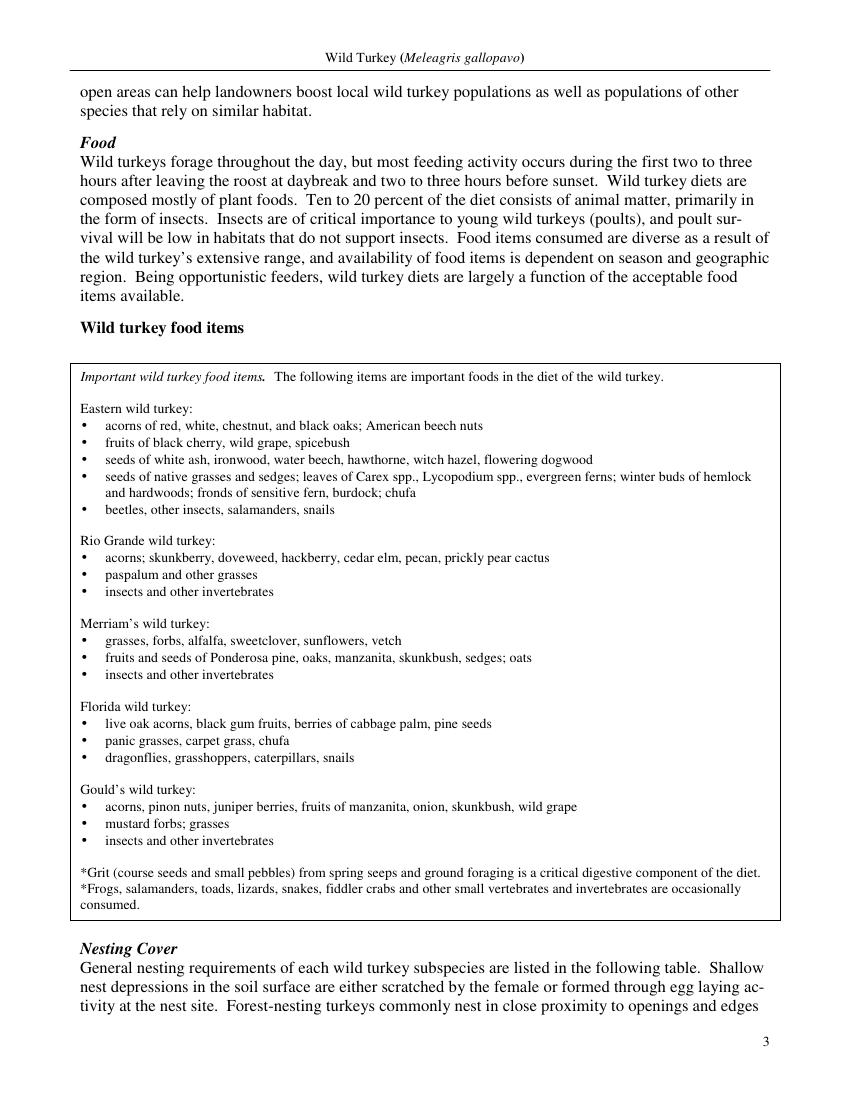 Wild Turkey (Meleagris gallopavo)
open areas can help landowners boost local wild turkey populations as well as populations of other
species that rely on similar habitat.
Food
Wild turkeys forage throughout the day, but most feeding activity occurs during the first two to three
hours after leaving the roost at daybreak and two to three hours before sunset.  Wild turkey diets are
composed mostly of plant foods.  Ten to 20 percent of the diet consists of animal matter, primarily in
the form of insects.  Insects are of critical importance to young wild turkeys (poults), and poult sur-
vival will be low in habitats that do not support insects.  Food items consumed are diverse as a result of
the wild turkey's extensive range, and availability of food items is dependent on season and geographic
region.  Being opportunistic feeders, wild turkey diets are largely a function of the acceptable food
items available.
Wild turkey food items
Important wild turkey food items.  The following items are important foods in the diet of the wild turkey.
Eastern wild turkey:
• acorns of red, white, chestnut, and black oaks; American beech nuts
• fruits of black cherry, wild grape, spicebush
• seeds of white ash, ironwood, water beech, hawthorne, witch hazel, flowering dogwood
• seeds of native grasses and sedges; leaves of Carex spp., Lycopodium spp., evergreen ferns; winter buds of hemlock
and hardwoods; fronds of sensitive fern, burdock; chufa
• beetles, other insects, salamanders, snails
Rio Grande wild turkey:
• acorns; skunkberry, doveweed, hackberry, cedar elm, pecan, prickly pear cactus
• paspalum and other grasses
• insects and other invertebrates
Merriam's wild turkey:
• grasses, forbs, alfalfa, sweetclover, sunflowers, vetch
• fruits and seeds of Ponderosa pine, oaks, manzanita, skunkbush, sedges; oats
• insects and other invertebrates
Florida wild turkey:
• live oak acorns, black gum fruits, berries of cabbage palm, pine seeds
• panic grasses, carpet grass, chufa
• dragonflies, grasshoppers, caterpillars, snails
Gould's wild turkey:
• acorns, pinon nuts, juniper berries, fruits of manzanita, onion, skunkbush, wild grape
• mustard forbs; grasses
• insects and other invertebrates
*Grit (course seeds and small pebbles) from spring seeps and ground foraging is a critical digestive component of the diet.
*Frogs, salamanders, toads, lizards, snakes, fiddler crabs and other small vertebrates and invertebrates are occasionally
consumed.
Nesting Cover
General nesting requirements of each wild turkey subspecies are listed in the following table.  Shallow
nest depressions in the soil surface are either scratched by the female or formed through egg laying ac-
tivity at the nest site.  Forest-nesting turkeys commonly nest in close proximity to openings and edges
3